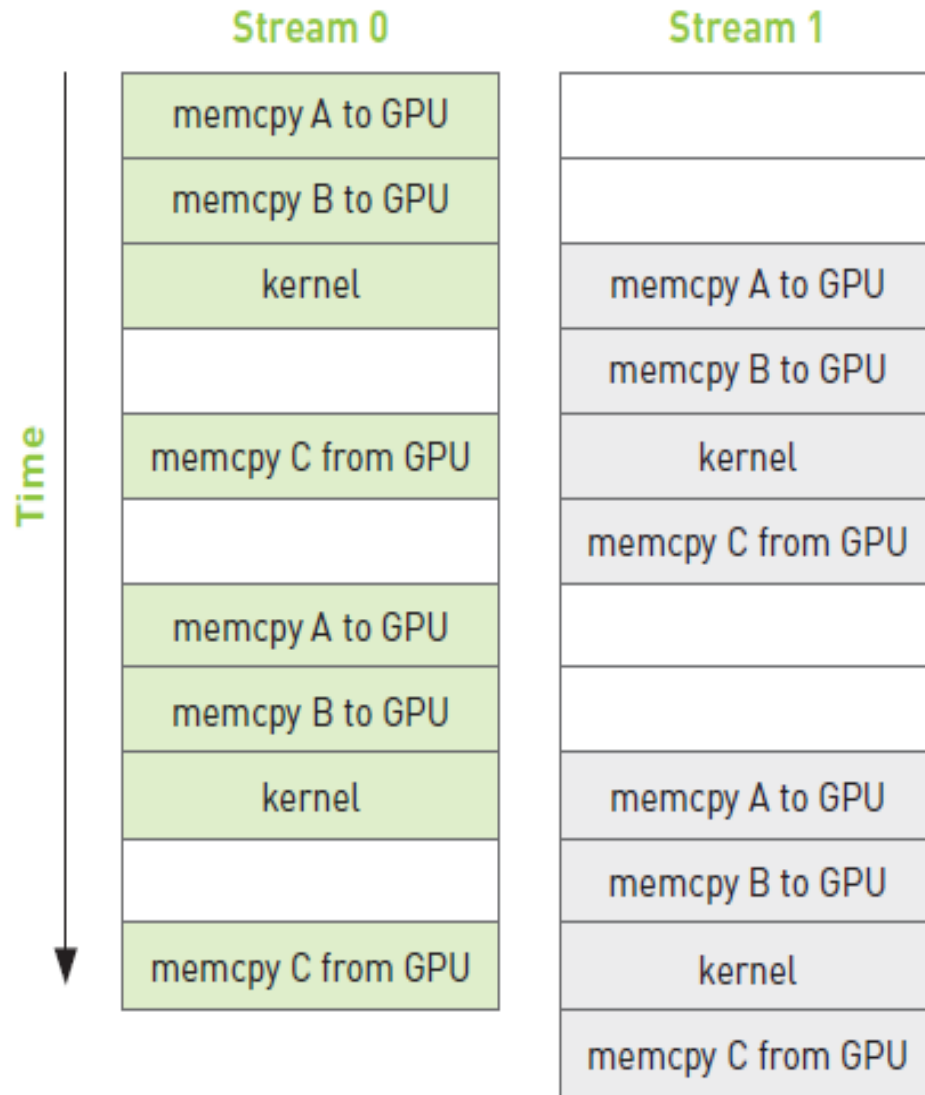 Stream 0
Stream 1
Time
memcpy A to GPU
memcpy B to GPU
kernel
memcpy A to GPU
memcpy B to GPU
memcpy C from GPU
kernel
memcpy C from GPU
memcpy A to GPU
memcpy B to GPU
kernel
memcpy A to GPU
memcpy B to GPU
memcpy C from GPU
kernel
memcpy C from GPU